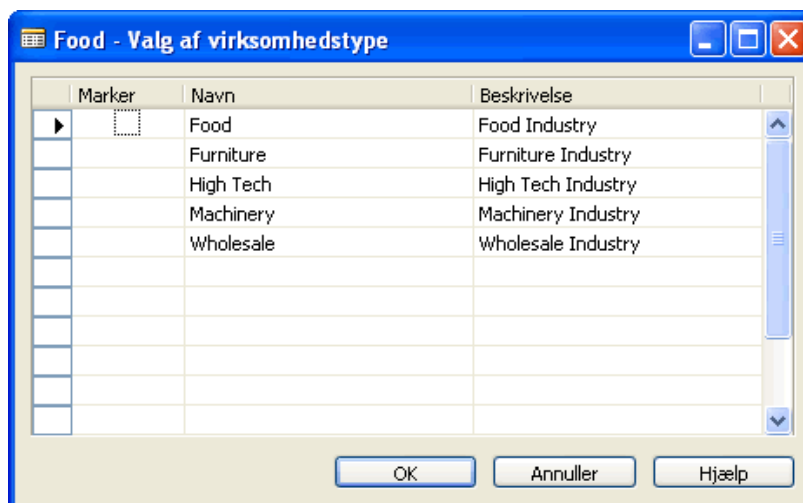 Food - Valg af virksomhedstype
Marker Navn Beskrivelse
Food Food Industry
Furniture Furniture Industry
High Tech High Tech Industry
Machinery Machinery Industry
Wholesale Wholesale Industry
OK Annuller Hjælp